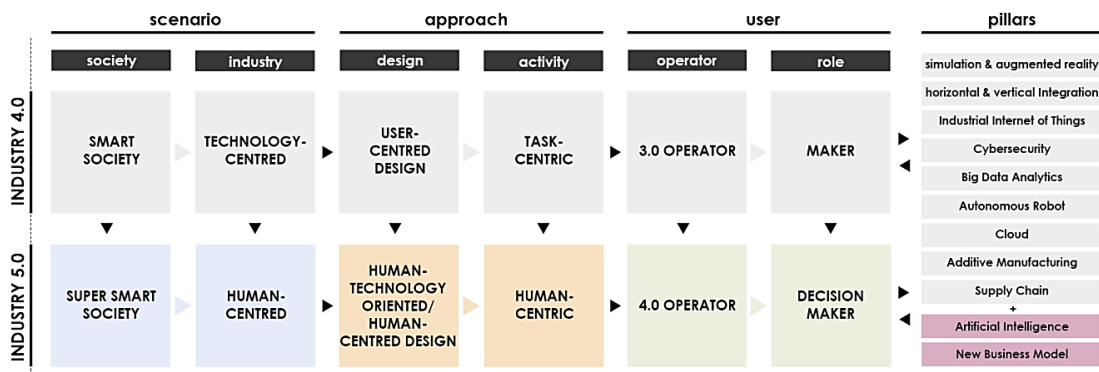 scenario
approach
user
pillars
society
industry
design
activity
operator
role
INDUSTRY 4.0
SMART
SOCIETY
TECHNOLOGY-
CENTRED
USER-
CENTRED
DESIGN
TASK-
CENTRIC
3.0 OPERATOR
MAKER
INDUSTRY 5.0
SUPER SMART
SOCIETY
HUMAN-
CENTRED
HUMAN-
TECHNOLOGY
ORIENTED/
HUMAN-
CENTRED DESIGN
HUMAN-
CENTRIC
4.0 OPERATOR
DECISION
MAKER
simulation & augmented reality
horizontal & vertical Integration
Industrial Internet of Things
Cybersecurity
Big Data Analytics
Autonomous Robot
Cloud
Additive Manufacturing
Supply Chain
+
Artificial Intelligence
New Business Model